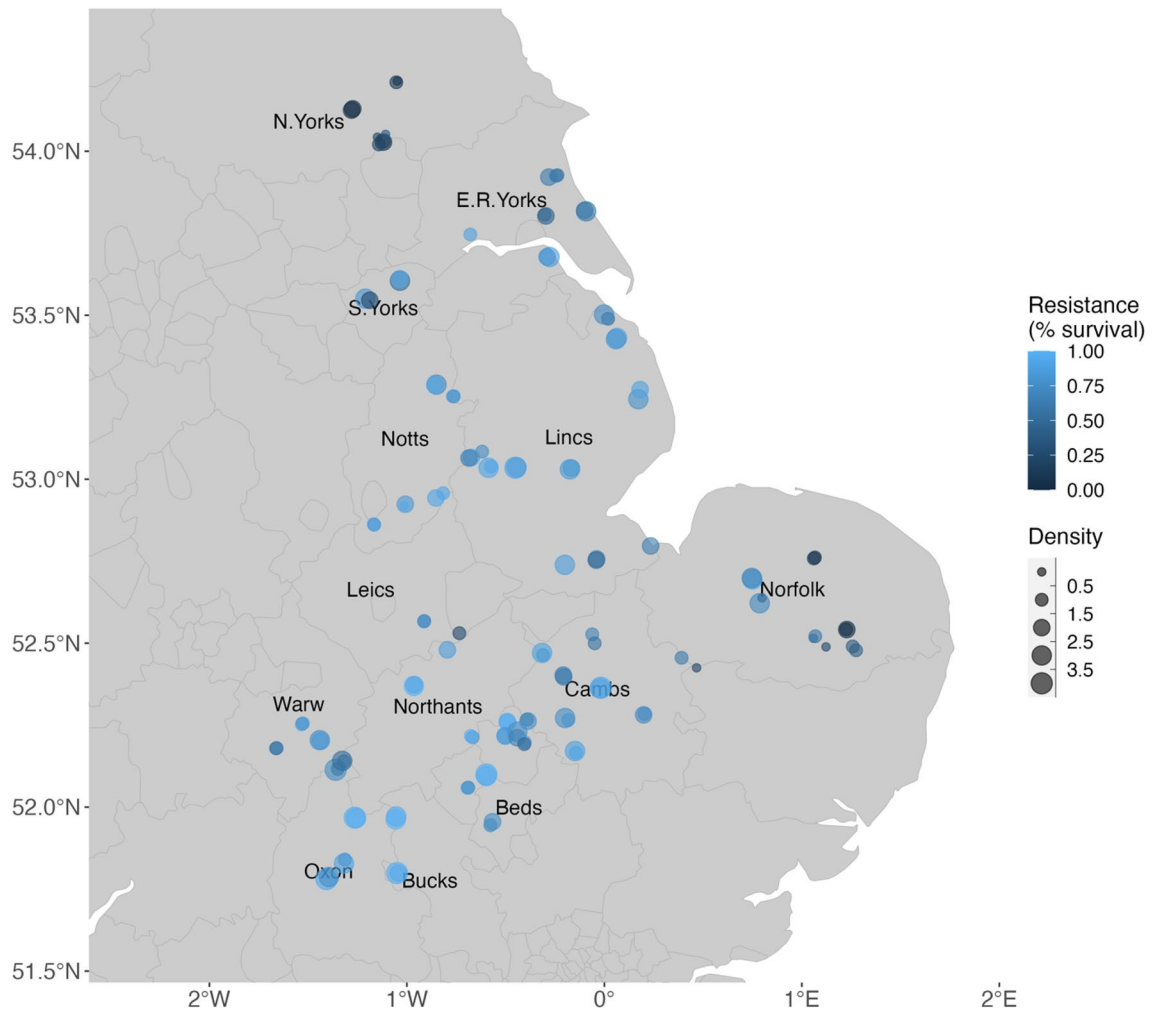 N.Yorks
54.0°N
E.R.Yorks
53.5°N
S.Yorks
Notts
Lincs
53.0°N
Leics
Norfolk
52.5°N
Cambs
Warw
Northants
52.0°N
Beds
Oxon
Bucks
51.5°N
2°W
1°W
0°
1°E
2°E
Resistance
(% survival)
1.00
0.75
0.50
0.25
0.00
Density
0.5
1.5
2.5
3.5